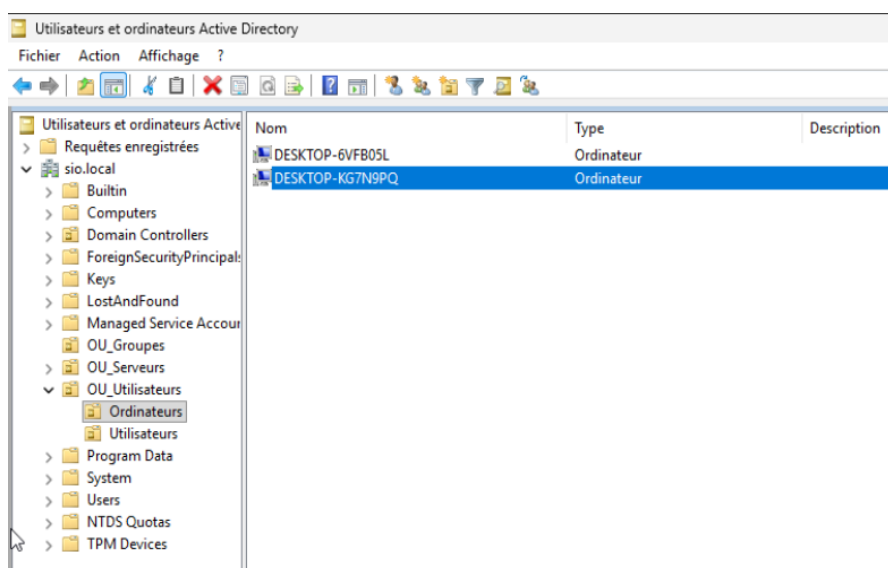 Utilisateurs et ordinateurs Active Directory
Fichier Action Affichage ?
Utilisateurs et ordinateurs Active
Requêtes enregistrées
sio.local
Builtin
Computers
Domain Controllers
ForeignSecurityPrincipals
Keys
LostAndFound
Managed Service Accour
OU_Groupes
OU_Serveurs
OU_Utilisateurs
Ordinateurs
Utilisateurs
Program Data
System
Users
NTDS Quotas
TPM Devices
Nom Type Description
DESKTOP-6VFB05L Ordinateur
DESKTOP-KG7N9PQ Ordinateur